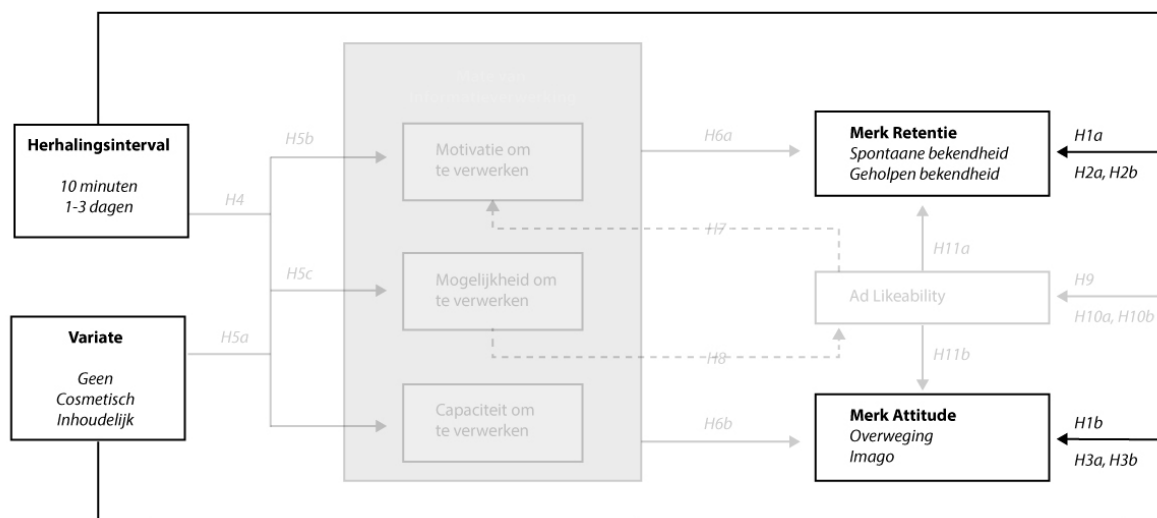 Herhalingsinterval
10 minuten
1-3 dagen
Variate
Geen
Cosmetisch
Inhoudelijk
H4
H5b
H5c
H5a
Motivatie om
te verwerken
Mogelijkheid om
te verwerken
Capaciteit om
te verwerken
H6a
H7
H8
H6b
Merk Retentie
Spontaane bekendheid
Geholpen bekendheid
H11a
Ad Likeability
H11b
Merk Attitude
Overweging
Imago
H1a
H2a, H2b
H9
H10a, H10b
H1b
H3a, H3b